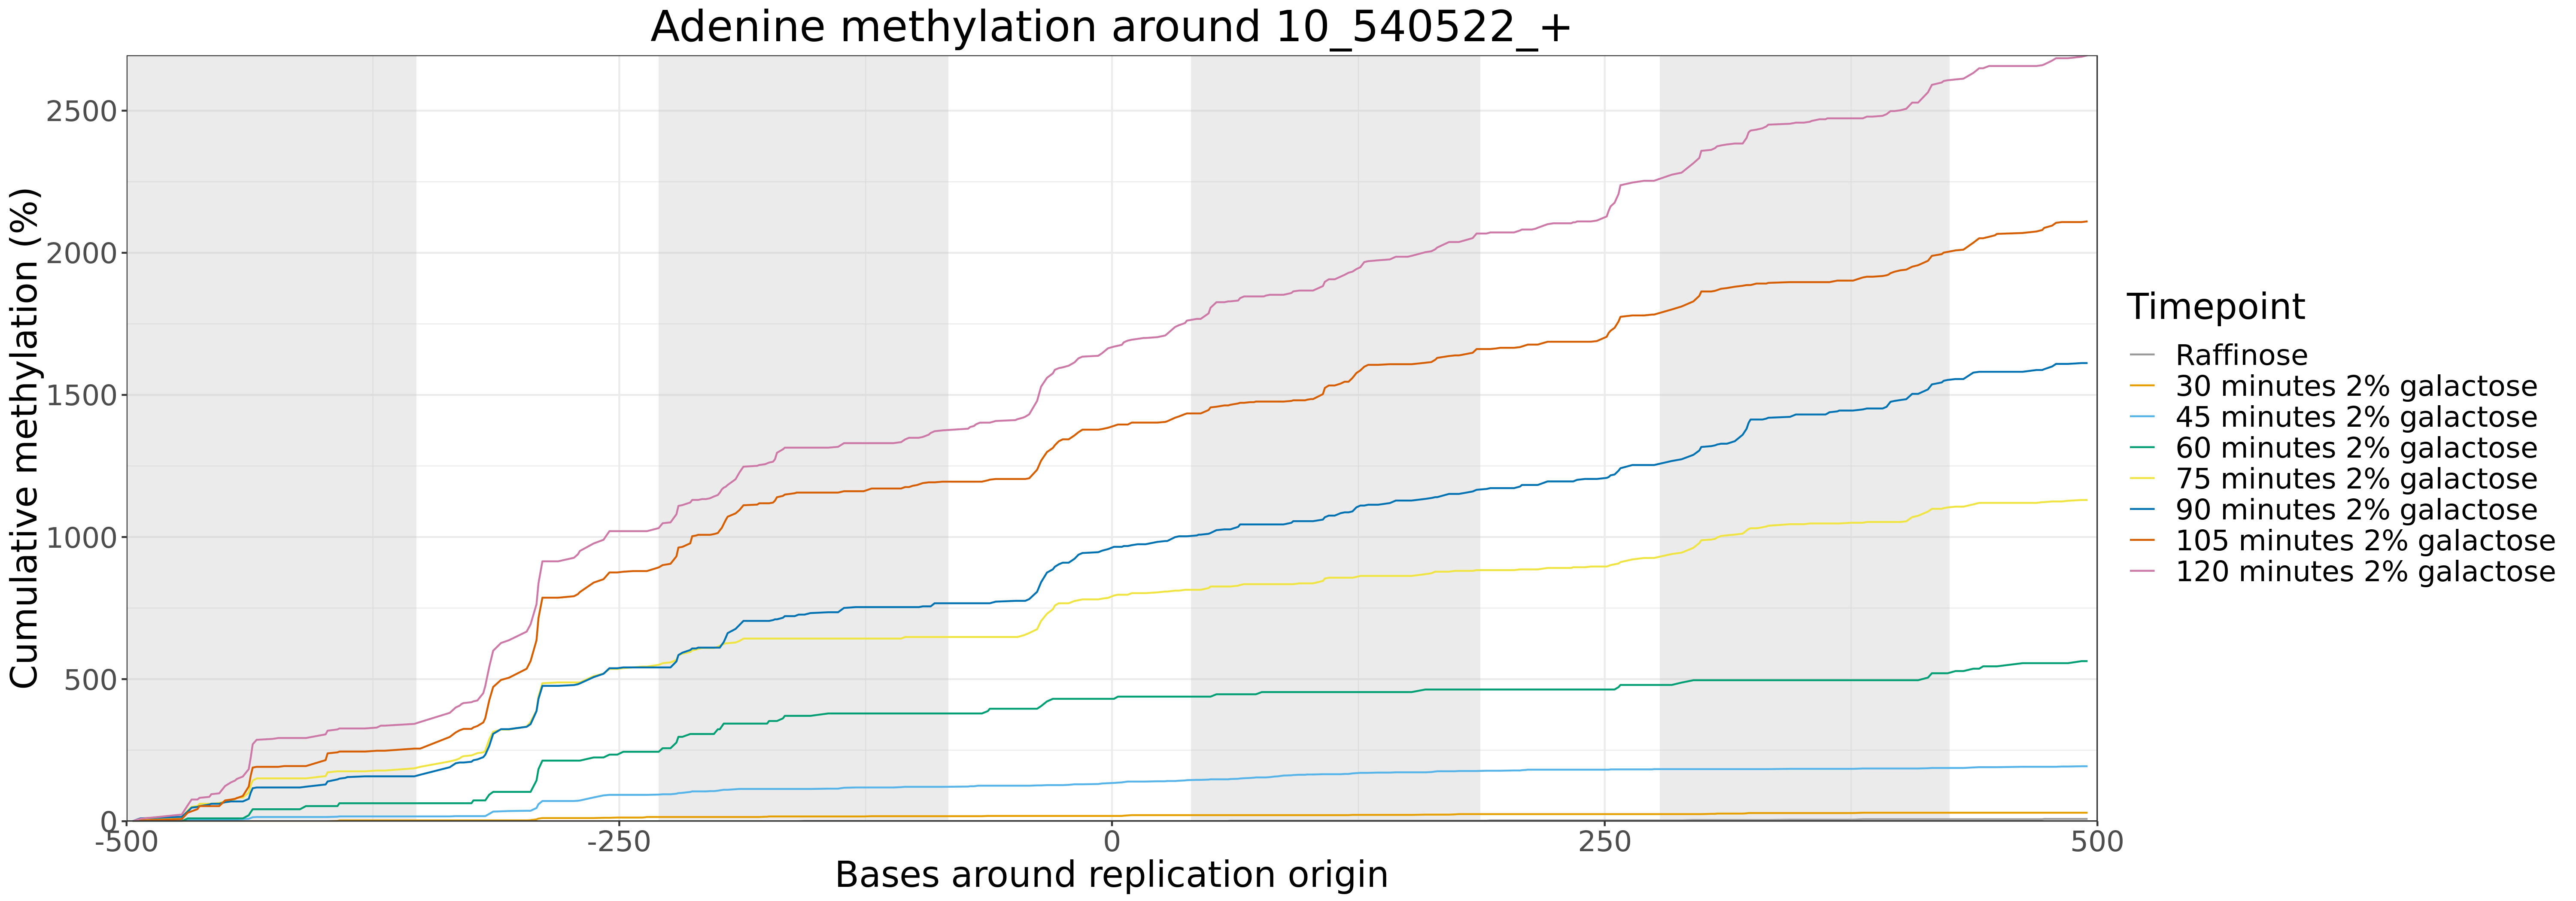 Adenine methylation around 10_540522_+
Cumulative methylation (%)
2500
2000
1500
1000
500
0
-500
-250
0
250
500
Bases around replication origin
Timepoint
Raffinose
30 minutes 2% galactose
45 minutes 2% galactose
60 minutes 2% galactose
75 minutes 2% galactose
90 minutes 2% galactose
105 minutes 2% galactose
120 minutes 2% galactose